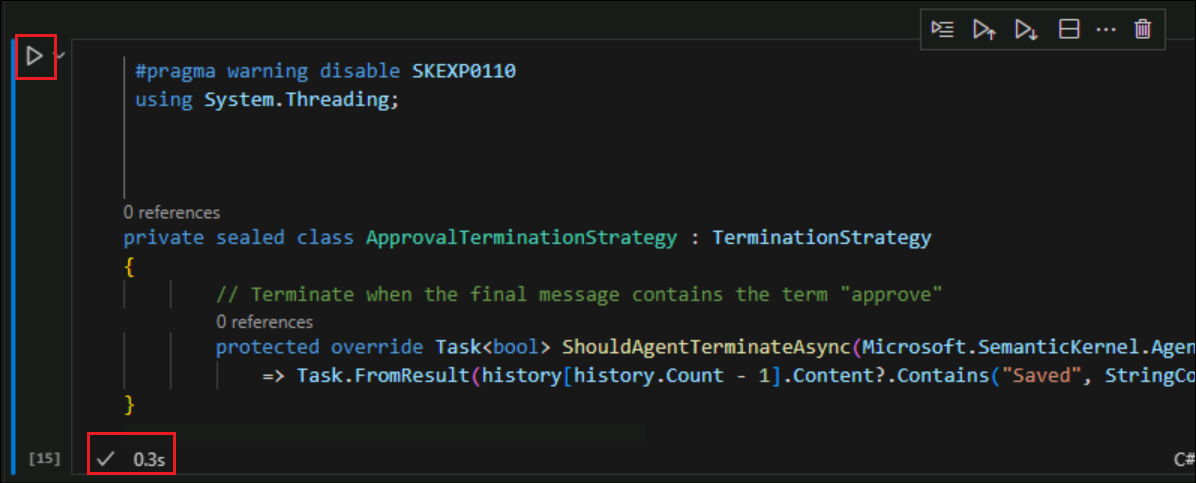 #pragma warning disable SKEXP0110
using System.Threading;
0 references
private sealed class ApprovalTerminationStrategy : TerminationStrategy
{
// Terminate when the final message contains the term "approve"
0 references
protected override Task<bool> ShouldAgentTerminateAsync(Microsoft.SemanticKernel.Agen
=> Task.FromResult(history[history.Count - 1].Content?.Contains("Saved", StringCo
}
[15] 0.3s C#